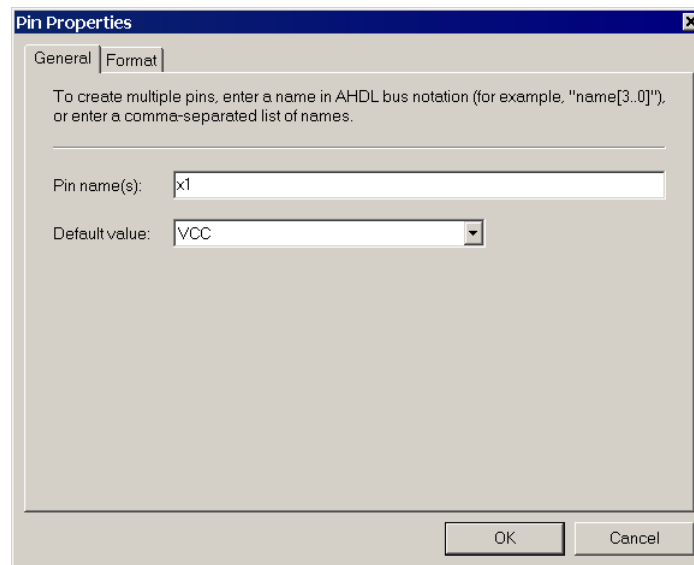 Pin Properties
General Format
To create multiple pins, enter a name in AHDL bus notation (for example, "name[3..0]"),
or enter a comma-separated list of names.
Pin name(s): x1
Default value: VCC
OK Cancel